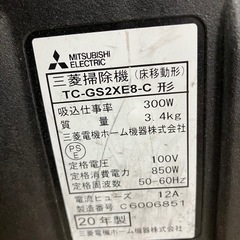 MITSUBISHI
ELECTRIC
三菱掃除機（床移動形）
TC-GS2XE8-C 形
吸込仕事率 300W
質量 3.4kg
三菱電機ホーム機器株式会社
PS
E
定格電圧 100V
定格消費電力 850W
定格周波数 50-60Hz
電流ヒューズ 12A
製造番号 C6006851
20年製
三菱電機ホーム機器株式会社